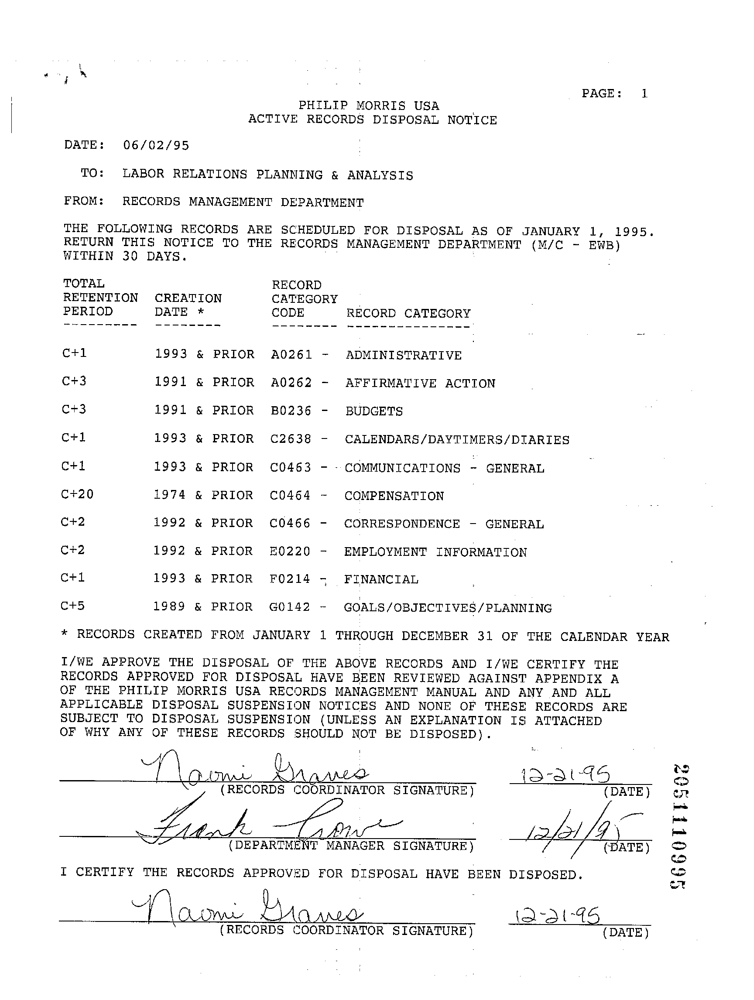 PAGE: 1
PHILIP MORRIS USA
ACTIVE RECORDS DISPOSAL NOTICE
DATE: 06/02/95
TO: LABOR RELATIONS PLANNING & ANALYSIS
FROM: RECORDS MANAGEMENT DEPARTMENT
THE FOLLOWING RECORDS ARE SCHEDULED FOR DISPOSAL AS OF JANUARY 1, 1995.
RETURN THIS NOTICE TO THE RECORDS MANAGEMENT DEPARTMENT (M/C - EWB)
WITHIN 30 DAYS.
TOTAL RECORD
RETENTION CREATION CATEGORY
PERIOD DATE * CODE RECORD CATEGORY
--------- -------- -------- ---------------
C+1 1993 & PRIOR A0261 - ADMINISTRATIVE
C+3 1991 & PRIOR A0262 - AFFIRMATIVE ACTION
C+3 1991 & PRIOR B0236 - BUDGETS
C+1 1993 & PRIOR C2638 - CALENDARS/DAYTIMERS/DIARIES
C+1 1993 & PRIOR C0463 - COMMUNICATIONS - GENERAL
C+20 1974 & PRIOR C0464 - COMPENSATION
C+2 1992 & PRIOR C0466 - CORRESPONDENCE - GENERAL
C+2 1992 & PRIOR E0220 - EMPLOYMENT INFORMATION
C+1 1993 & PRIOR F0214 - FINANCIAL
C+5 1989 & PRIOR G0142 - GOALS/OBJECTIVES/PLANNING
* RECORDS CREATED FROM JANUARY 1 THROUGH DECEMBER 31 OF THE CALENDAR YEAR
I/WE APPROVE THE DISPOSAL OF THE ABOVE RECORDS AND I/WE CERTIFY THE
RECORDS APPROVED FOR DISPOSAL HAVE BEEN REVIEWED AGAINST APPENDIX A
OF THE PHILIP MORRIS USA RECORDS MANAGEMENT MANUAL AND ANY AND ALL
APPLICABLE DISPOSAL SUSPENSION NOTICES AND NONE OF THESE RECORDS ARE
SUBJECT TO DISPOSAL SUSPENSION (UNLESS AN EXPLANATION IS ATTACHED
OF WHY ANY OF THESE RECORDS SHOULD NOT BE DISPOSED).
Naomi Graves 12-21-95
(RECORDS COORDINATOR SIGNATURE) (DATE)
Frank Crowe 12/21/95
(DEPARTMENT MANAGER SIGNATURE) (DATE)
I CERTIFY THE RECORDS APPROVED FOR DISPOSAL HAVE BEEN DISPOSED.
Naomi Graves 12-21-95
(RECORDS COORDINATOR SIGNATURE) (DATE)
2051110995